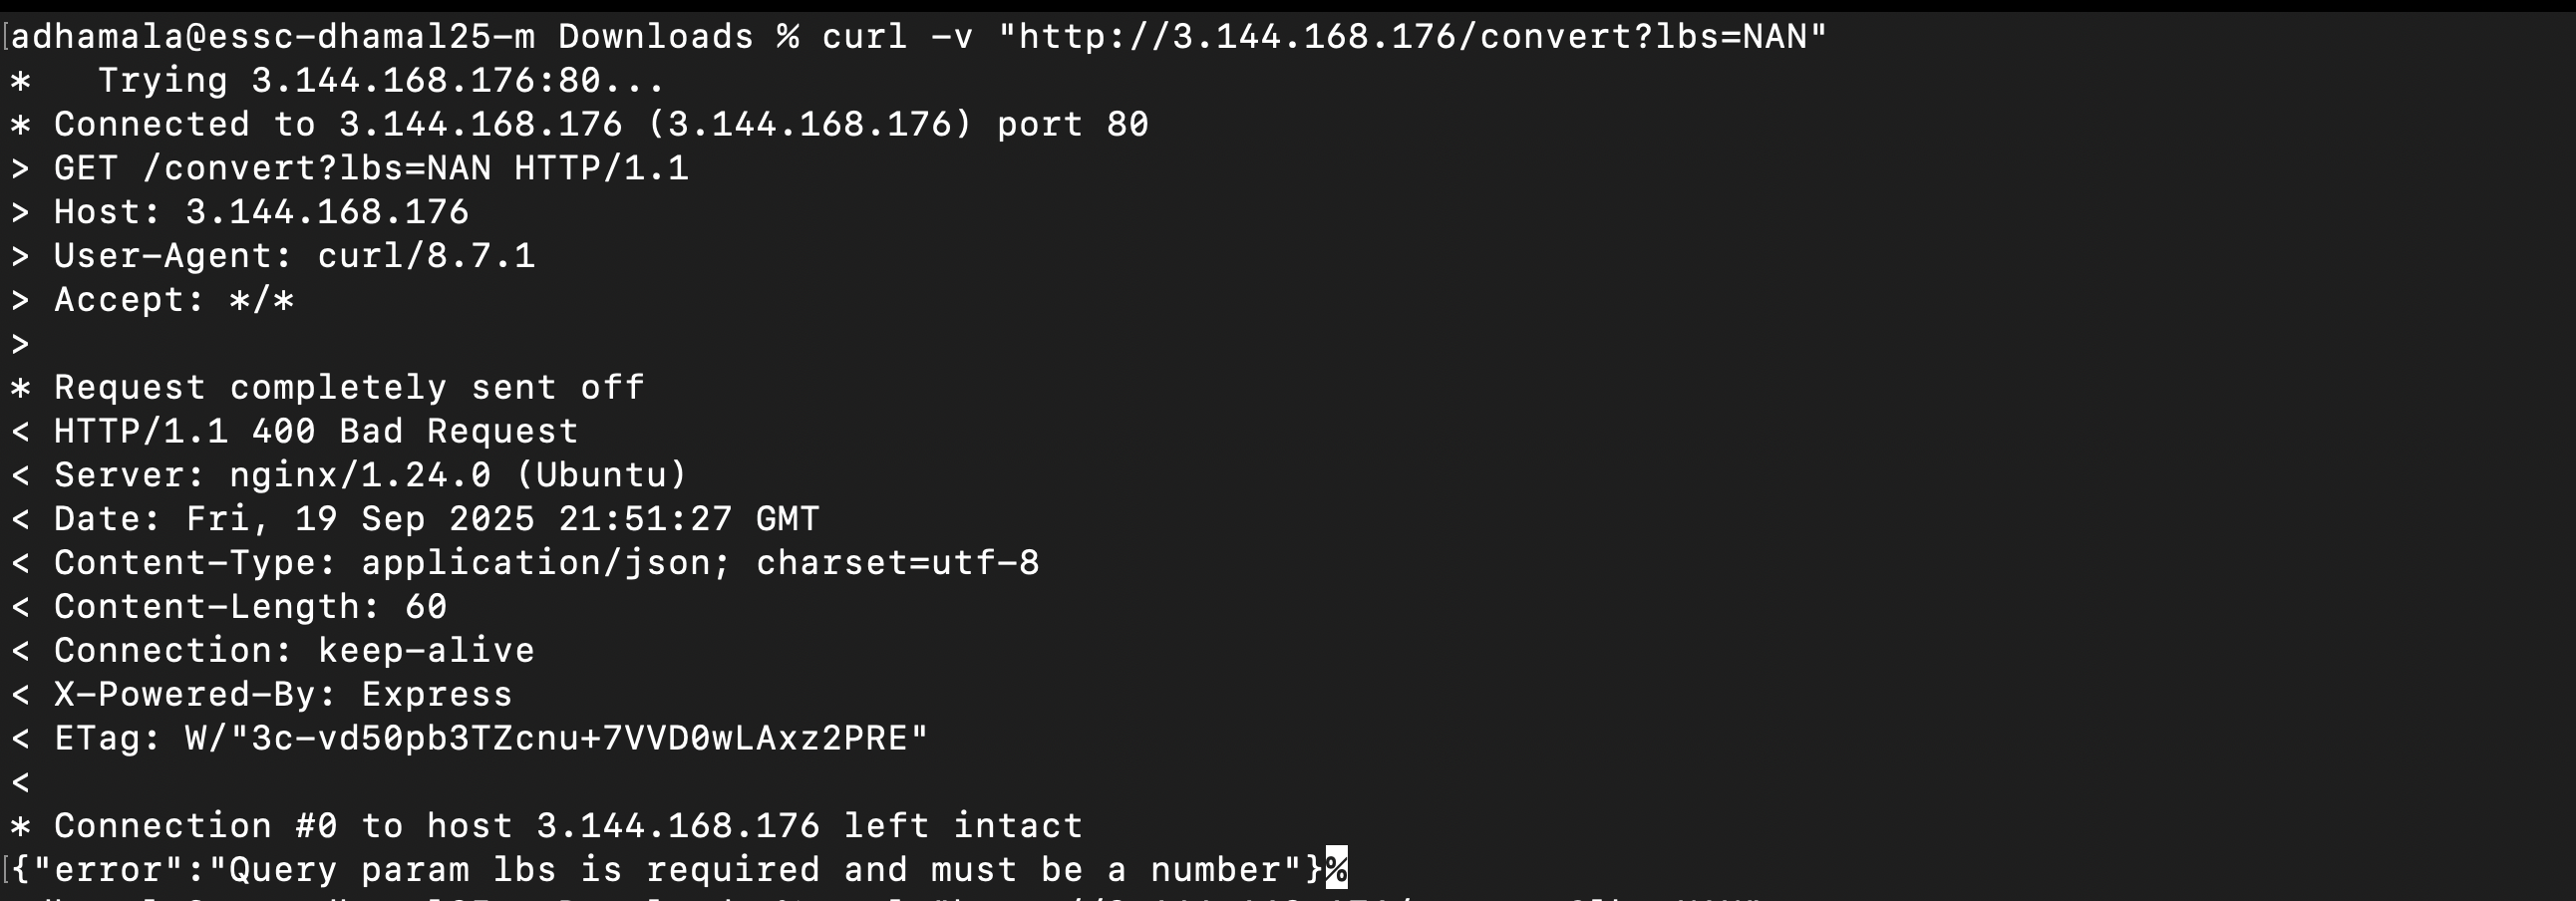 [adhamala@essc-dhamal25-m Downloads % curl -v "http://3.144.168.176/convert?lbs=NAN"
*   Trying 3.144.168.176:80...
* Connected to 3.144.168.176 (3.144.168.176) port 80
> GET /convert?lbs=NAN HTTP/1.1
> Host: 3.144.168.176
> User-Agent: curl/8.7.1
> Accept: */*
>
* Request completely sent off
< HTTP/1.1 400 Bad Request
< Server: nginx/1.24.0 (Ubuntu)
< Date: Fri, 19 Sep 2025 21:51:27 GMT
< Content-Type: application/json; charset=utf-8
< Content-Length: 60
< Connection: keep-alive
< X-Powered-By: Express
< ETag: W/"3c-vd50pb3TZcnu+7VVD0wLAxz2PRE"
<
* Connection #0 to host 3.144.168.176 left intact
[{"error":"Query param lbs is required and must be a number"}%